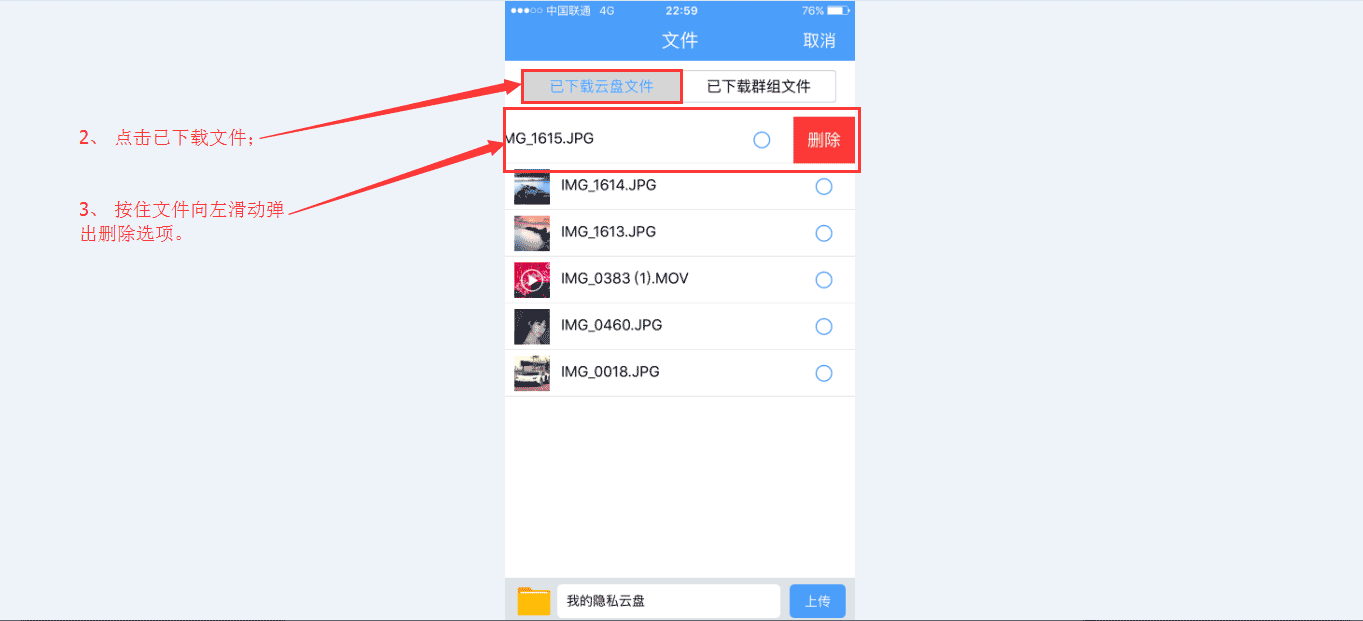 中国联通 4G 22:59 76%
文件 取消
已下载云盘文件 已下载群组文件
2、 点击已下载文件;
MG_1615.JPG 删除
IMG_1614.JPG
3、 按住文件向左滑动弹
出删除选项。
IMG_1613.JPG
IMG_0383 (1).MOV
IMG_0460.JPG
IMG_0018.JPG
我的隐私云盘 上传